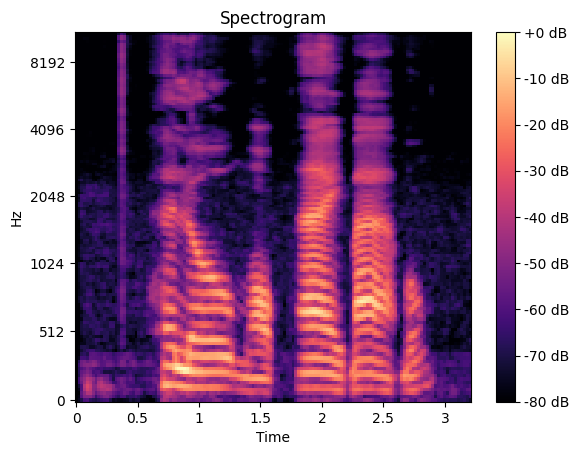 Spectrogram
Hz
8192
4096
2048
1024
512
0
0
0.5
1
1.5
2
2.5
3
Time
+0 dB
-10 dB
-20 dB
-30 dB
-40 dB
-50 dB
-60 dB
-70 dB
-80 dB